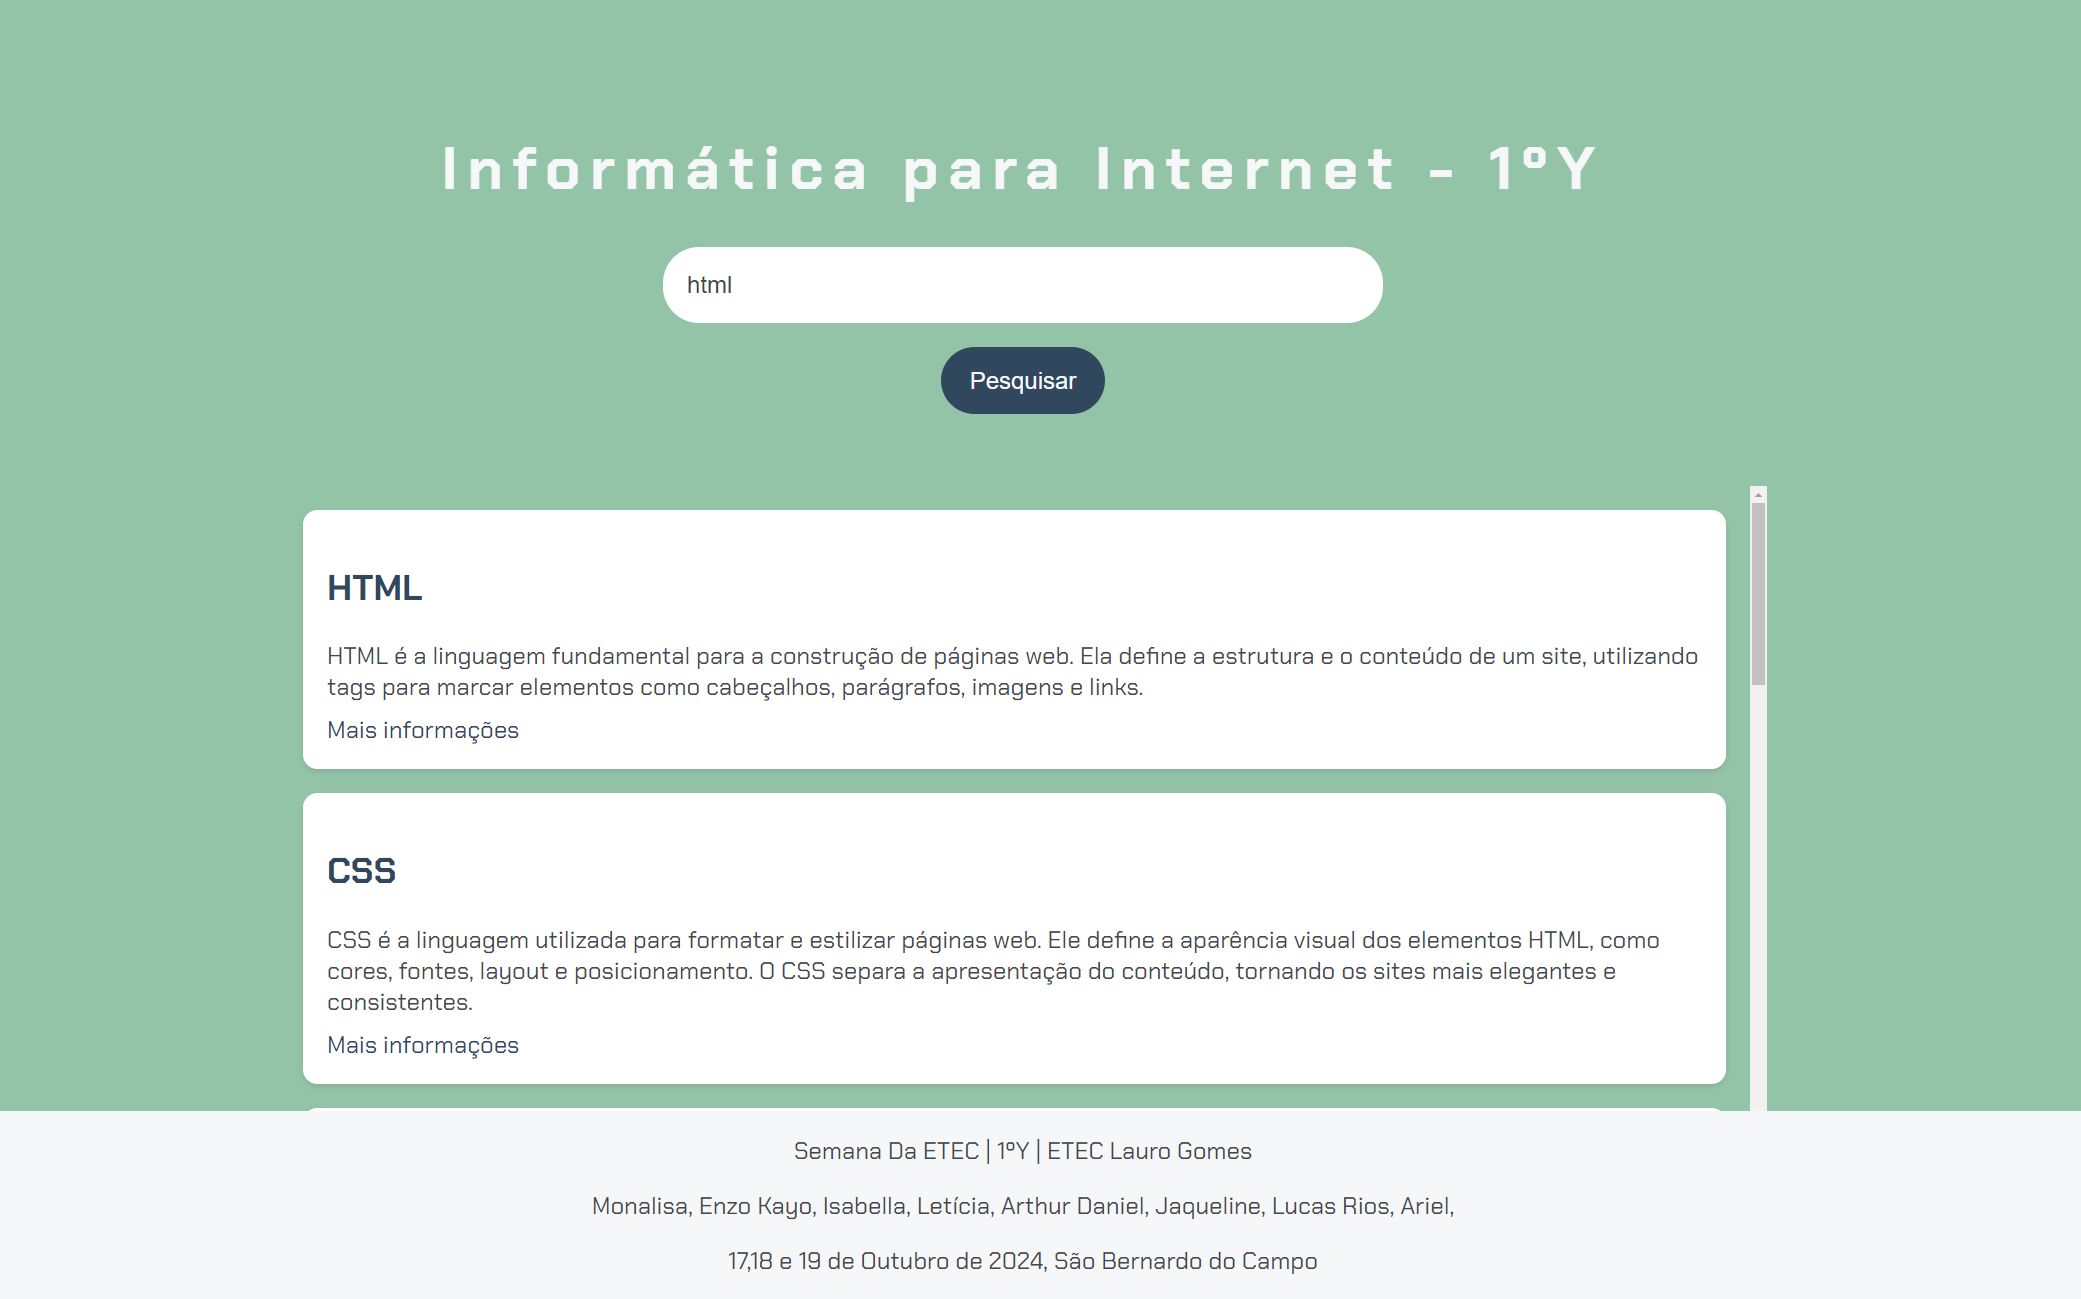 Informática para Internet - 1ºY
html
Pesquisar
HTML
HTML é a linguagem fundamental para a construção de páginas web. Ela define a estrutura e o conteúdo de um site, utilizando
tags para marcar elementos como cabeçalhos, parágrafos, imagens e links.
Mais informações
CSS
CSS é a linguagem utilizada para formatar e estilizar páginas web. Ele define a aparência visual dos elementos HTML, como
cores, fontes, layout e posicionamento. O CSS separa a apresentação do conteúdo, tornando os sites mais elegantes e
consistentes.
Mais informações
Semana Da ETEC | 1ºY | ETEC Lauro Gomes
Monalisa, Enzo Kayo, Isabella, Letícia, Arthur Daniel, Jaqueline, Lucas Rios, Ariel,
17,18 e 19 de Outubro de 2024, São Bernardo do Campo